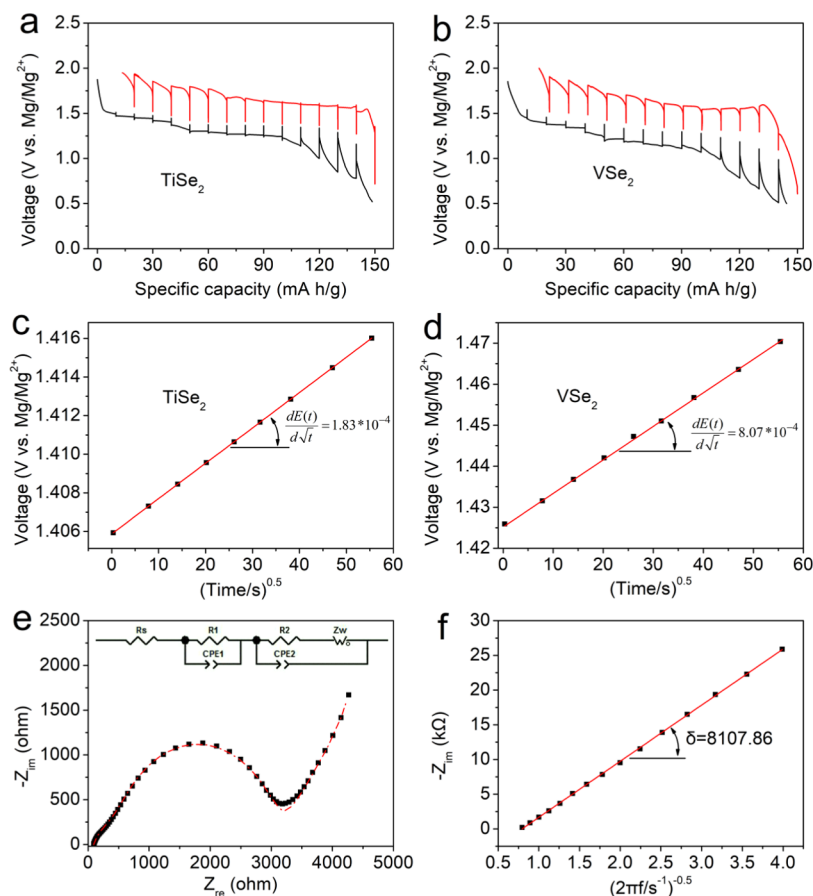 a
2.5
2.0
1.5
1.0
0.5
0.0
Voltage (V vs. Mg/Mg²⁺)
TiSe₂
0 30 60 90 120 150
Specific capacity (mA h/g)
b
2.5
2.0
1.5
1.0
0.5
0.0
Voltage (V vs. Mg/Mg²⁺)
VSe₂
0 30 60 90 120 150
Specific capacity (mA h/g)
c
1.416
1.414
1.412
1.410
1.408
1.406
Voltage (V vs. Mg/Mg²⁺)
TiSe₂
dE(t)/d√t = 1.83*10⁻⁴
0 10 20 30 40 50 60
(Time/s)^0.5
d
1.47
1.46
1.45
1.44
1.43
1.42
Voltage (V vs. Mg/Mg²⁺)
VSe₂
dE(t)/d√t = 8.07*10⁻⁴
0 10 20 30 40 50 60
(Time/s)^0.5
e
2500
2000
1500
1000
500
0
-Z_im (ohm)
Rs R1 R2 Zw
CPE1 CPE2 δ
0 1000 2000 3000 4000 5000
Z_re (ohm)
f
30
25
20
15
10
5
0
-Z_im (kΩ)
δ=8107.86
0.5 1.0 1.5 2.0 2.5 3.0 3.5 4.0
(2πf/s⁻¹)^-0.5